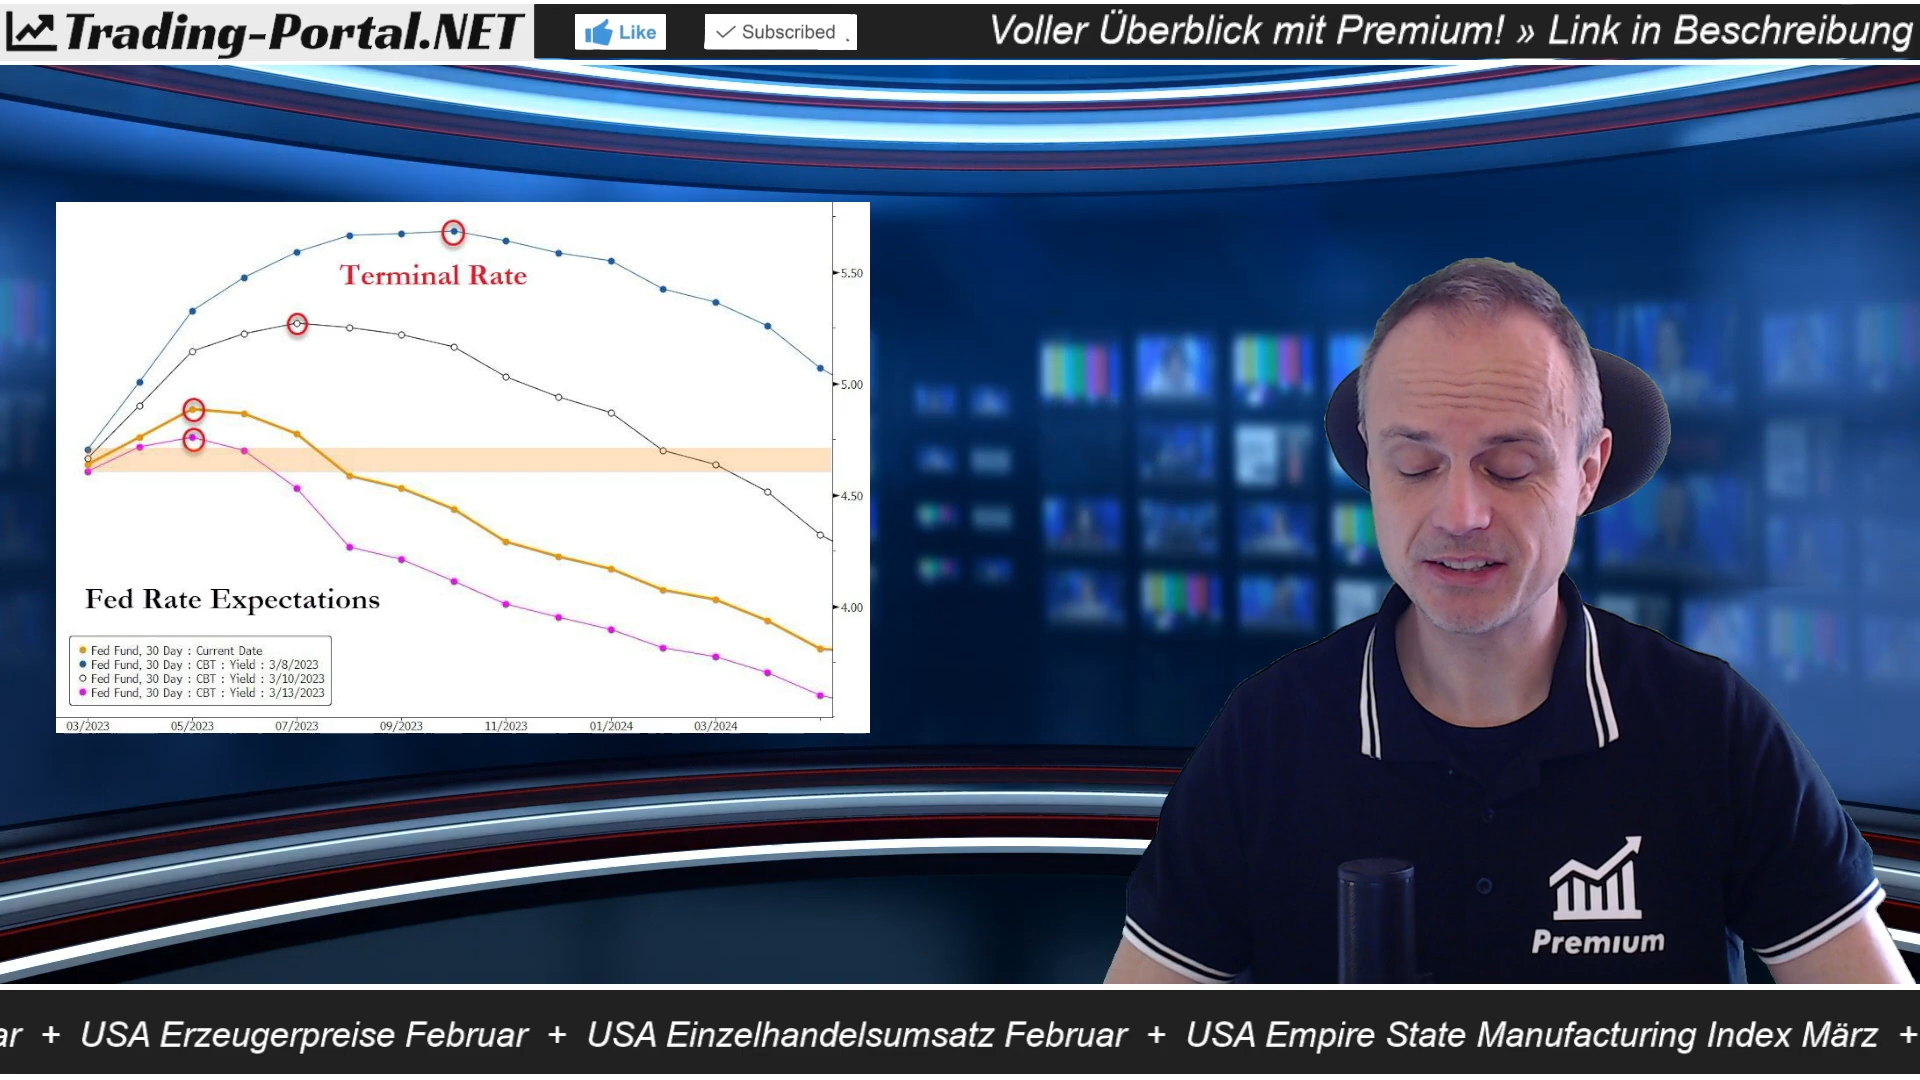 Trading-Portal.NET
Like
Subscribed
Voller Überblick mit Premium! » Link in Beschreibung
Terminal Rate
5.50
5.00
4.50
4.00
Fed Rate Expectations
Fed Fund, 30 Day : Current Date
Fed Fund, 30 Day : CBT : Yield : 3/8/2023
Fed Fund, 30 Day : CBT : Yield : 3/10/2023
Fed Fund, 30 Day : CBT : Yield : 3/13/2023
03/2023 05/2023 07/2023 09/2023 11/2023 01/2024 03/2024
Premium
ar + USA Erzeugerpreise Februar + USA Einzelhandelsumsatz Februar + USA Empire State Manufacturing Index März +